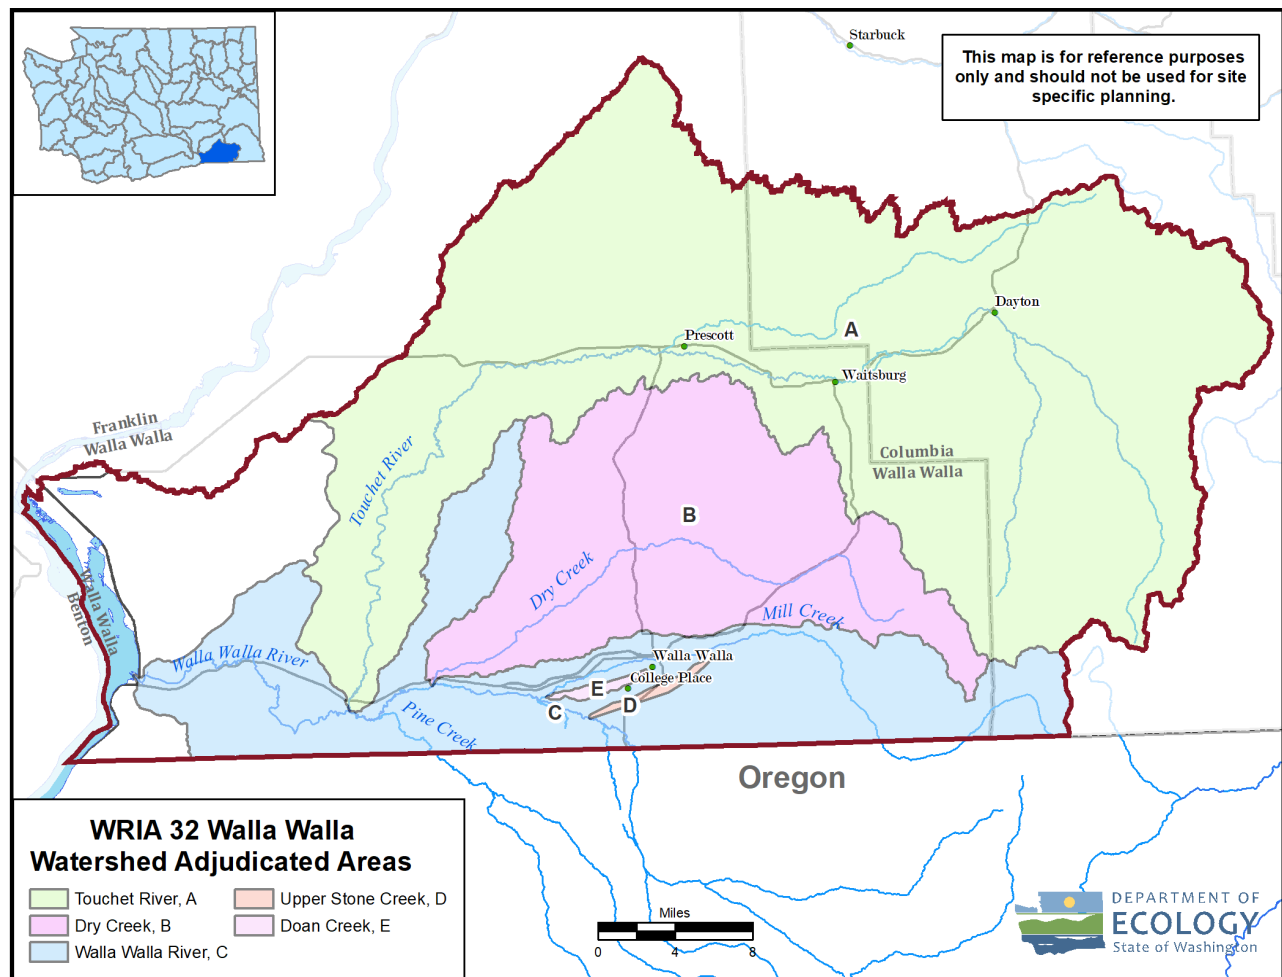 Starbuck
This map is for reference purposes
only and should not be used for site
specific planning.
Dayton
A
Prescott
Waitsburg
Franklin
Walla Walla
Columbia
Walla Walla
Touchet River
B
Dry Creek
Mill Creek
Walla Walla
Benton
Walla Walla River
Walla Walla
College Place
E
D
C
Pine Creek
Oregon
WRIA 32 Walla Walla
Watershed Adjudicated Areas
Touchet River, A
Upper Stone Creek, D
Dry Creek, B
Doan Creek, E
Walla Walla River, C
Miles
0 4 8
DEPARTMENT OF
ECOLOGY
State of Washington